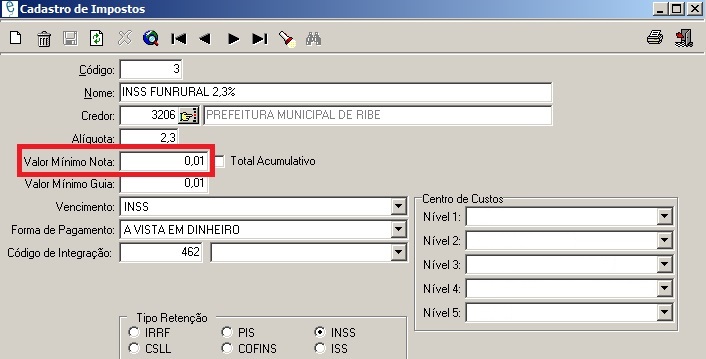 Cadastro de Impostos
Código: 3
Nome: INSS FUNRURAL 2,3%
Credor: 3206 PREFEITURA MUNICIPAL DE RIBE
Alíquota: 2,3
Valor Mínimo Nota: 0,01 Total Acumulativo
Valor Mínimo Guia: 0,01
Vencimento: INSS
Forma de Pagamento: A VISTA EM DINHEIRO
Código de Integração: 462
Centro de Custos
Nível 1:
Nível 2:
Nível 3:
Nível 4:
Nível 5:
Tipo Retenção
IRRF PIS INSS
CSLL COFINS ISS